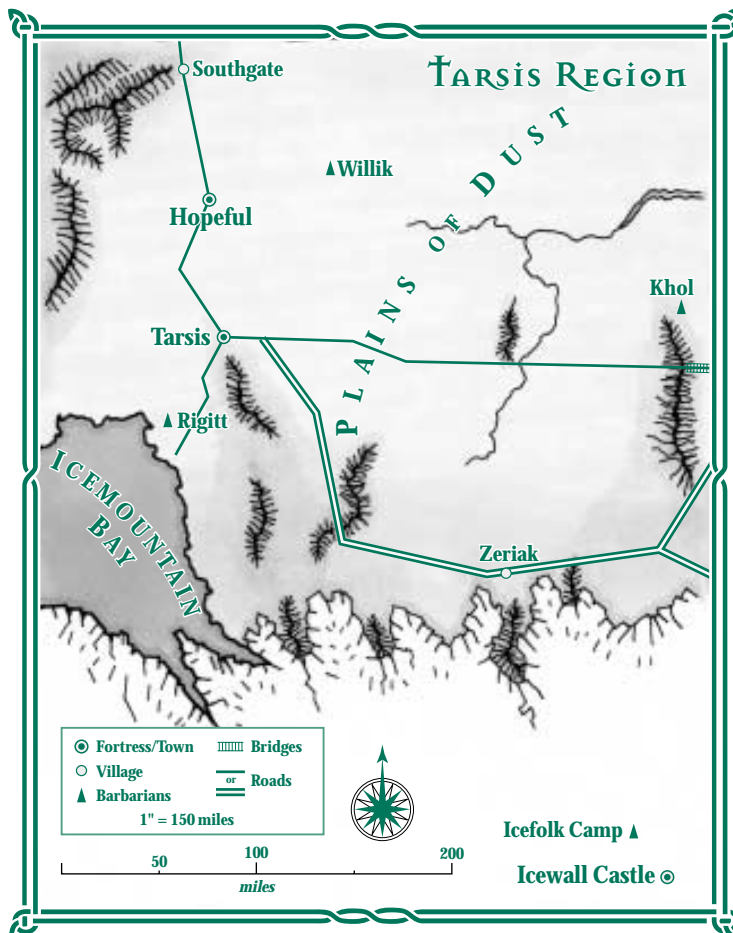 Tarsis Region
Southgate
Willik
Plains of Dust
Hopeful
Khol
Tarsis
Rigitt
Icemountain
Bay
Zeriak
Fortress/Town
Bridges
Village
or
Roads
Barbarians
1" = 150 miles
50
100
200
miles
Icefolk Camp
Icewall Castle